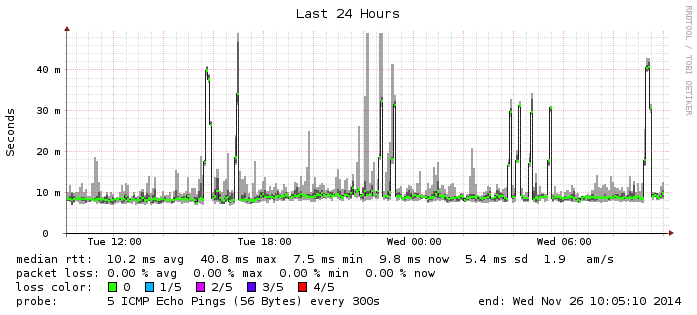 Last 24 Hours
RRDTOOL / TOBI OETIKER
Seconds
40 m
30 m
20 m
10 m
0
Tue 12:00 Tue 18:00 Wed 00:00 Wed 06:00
median rtt: 10.2 ms avg 40.8 ms max 7.5 ms min 9.8 ms now 5.4 ms sd 1.9 am/s
packet loss: 0.00 % avg 0.00 % max 0.00 % min 0.00 % now
loss color: 0 1/5 2/5 3/5 4/5
probe: 5 ICMP Echo Pings (56 Bytes) every 300s end: Wed Nov 26 10:05:10 2014